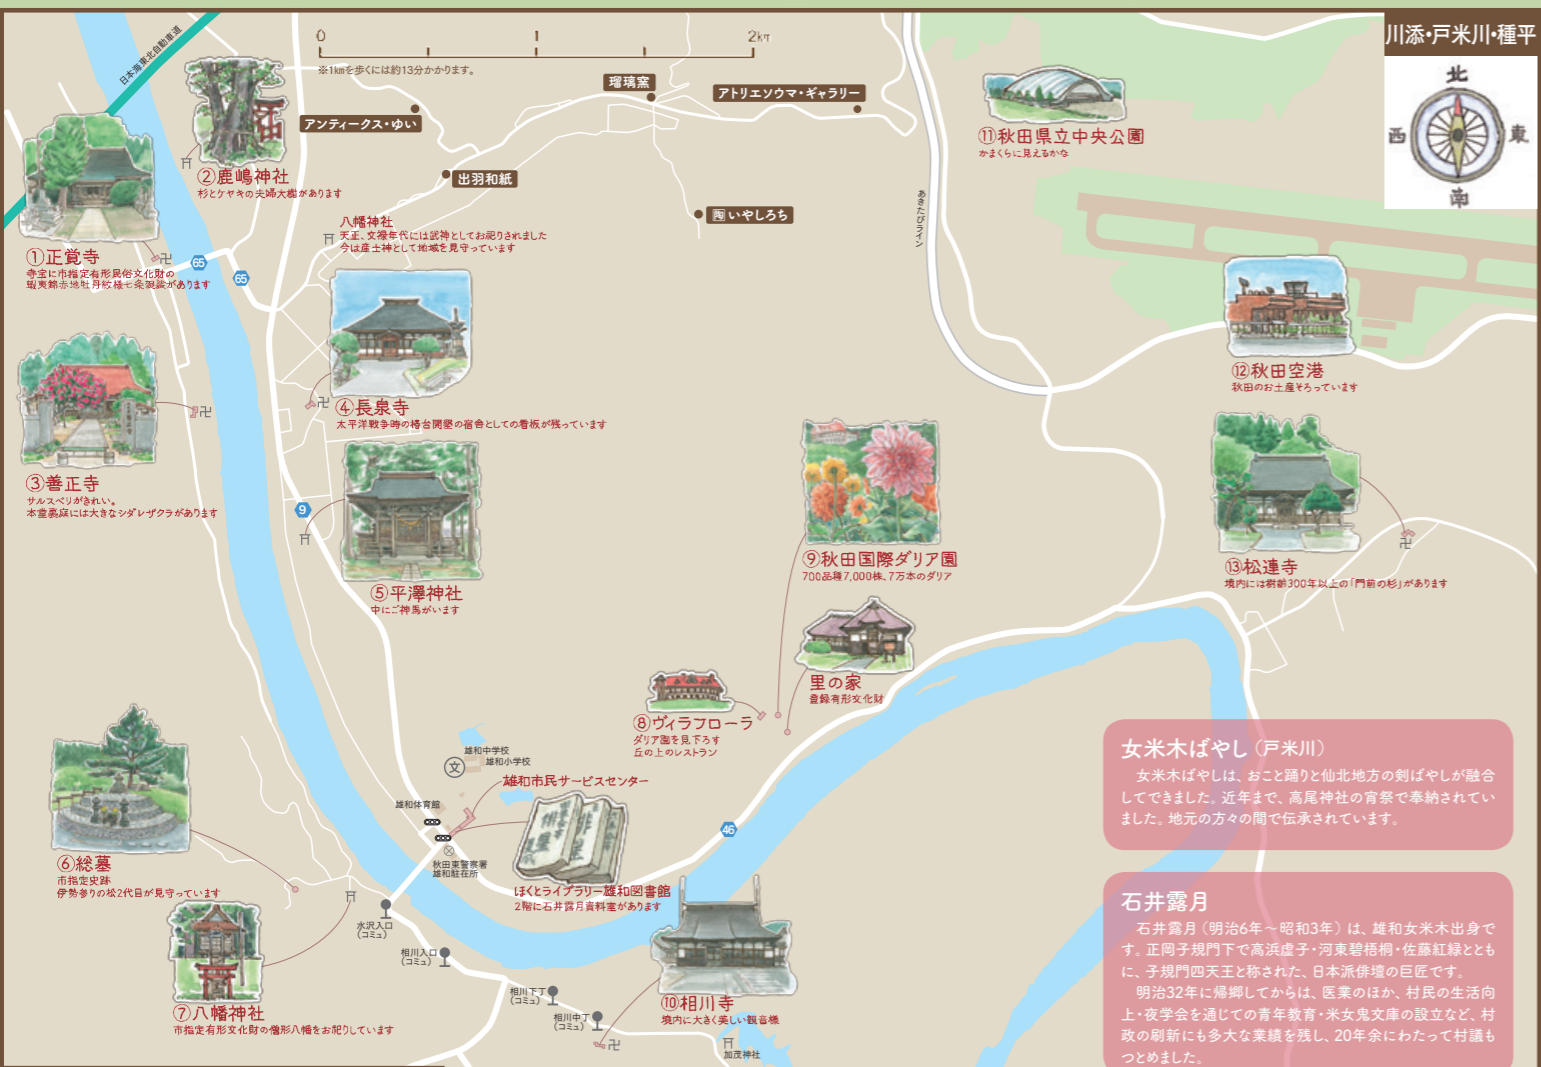 川添・戸米川・種平
北
西
東
南
0
1
2km
※1kmを歩くには約13分かかります。
日本海東北自動車道
瑠璃窯
アトリエソウマ・ギャラリー
アンティークス・ゆい
出羽和紙
陶 いやしろち
あきたびライン
①正覚寺
寺宝に市指定有形民俗文化財の
②鹿嶋神社
杉とケヤキの夫婦大樹があります
八幡神社
天正、文禄年代には武神としてお祀りされました
今は産土神として地域を見守っています
65
65
③善正寺
サルスベリがきれい。
本堂裏庭には大きなシダレザクラがあります
④長泉寺
太平洋戦争時の椿台開墾の宿舎としての看板が残っています
9
⑤平澤神社
中にご神馬がいます
⑪秋田県立中央公園
かまくらに見えるかな
⑫秋田空港
秋田のお土産そろっています
⑨秋田国際ダリア園
700品種7,000株、7万本のダリア
⑬松連寺
境内には樹齢300年以上の「門前の杉」があります
里の家
登録有形文化財
⑧ヴィラフローラ
ダリア園を見下ろす
丘の上のレストラン
雄和中学校
雄和小学校
文
雄和市民サービスセンター
雄和体育館
46
秋田東警察署
雄和駐在所
ほくとライブラリー雄和図書館
2階に石井露月資料室があります
⑥総墓
市指定史跡
伊勢参りの松2代目が見守っています
水沢入口
(コミュ)
相川入口
(コミュ)
⑦八幡神社
市指定有形文化財の僧形八幡をお祀りしています
相川下丁
(コミュ)
相川中丁
(コミュ)
⑩相川寺
境内に大きく美しい観音様
加茂神社
女米木ばやし（戸米川）
女米木ばやしは、おこと踊りと仙北地方の剣ばやしが融合
してできました。近年まで、高尾神社の宵祭で奉納されてい
ました。地元の方々の間で伝承されています。
石井露月
石井露月（明治6年～昭和3年）は、雄和女米木出身で
す。正岡子規門下で高浜虚子・河東碧梧桐・佐藤紅緑ととも
に、子規門四天王と称された、日本派俳壇の巨匠です。
明治32年に帰郷してからは、医業のほか、村民の生活向
上・夜学会を通じての青年教育・米女鬼文庫の設立など、村
政の刷新にも多大な業績を残し、20年余にわたって村議も
つとめました。